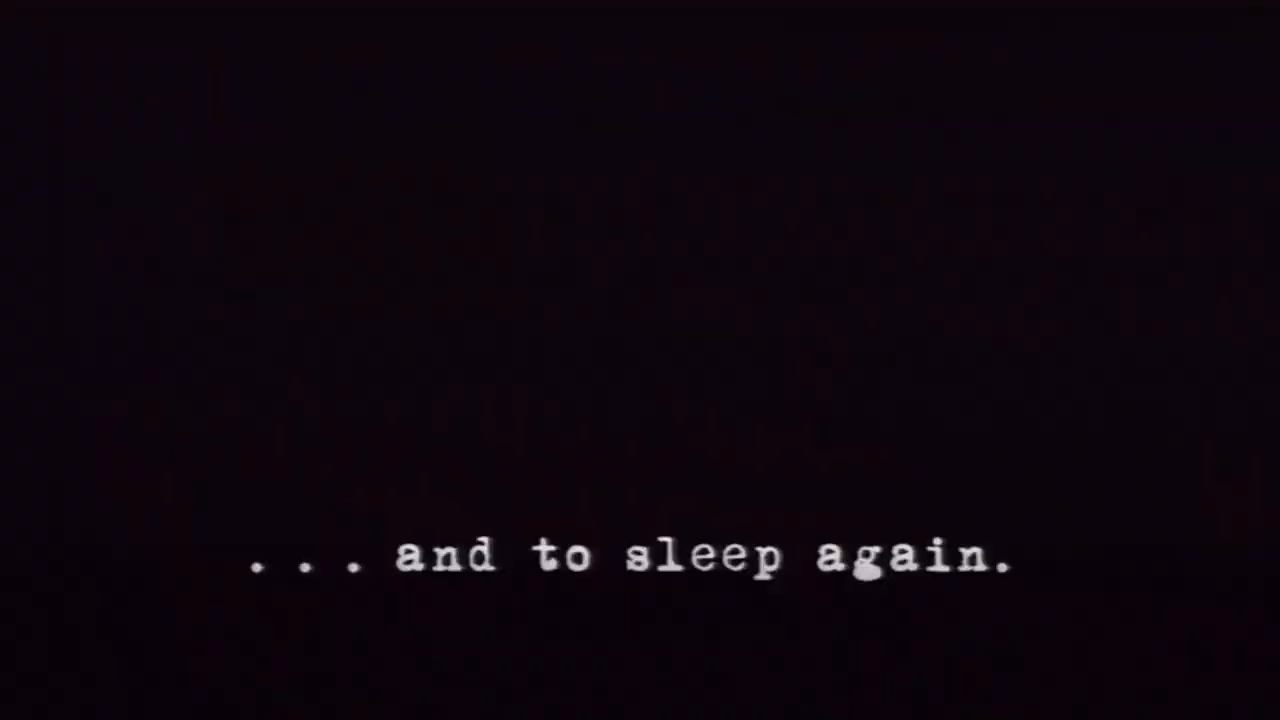 . . . and to sleep again.